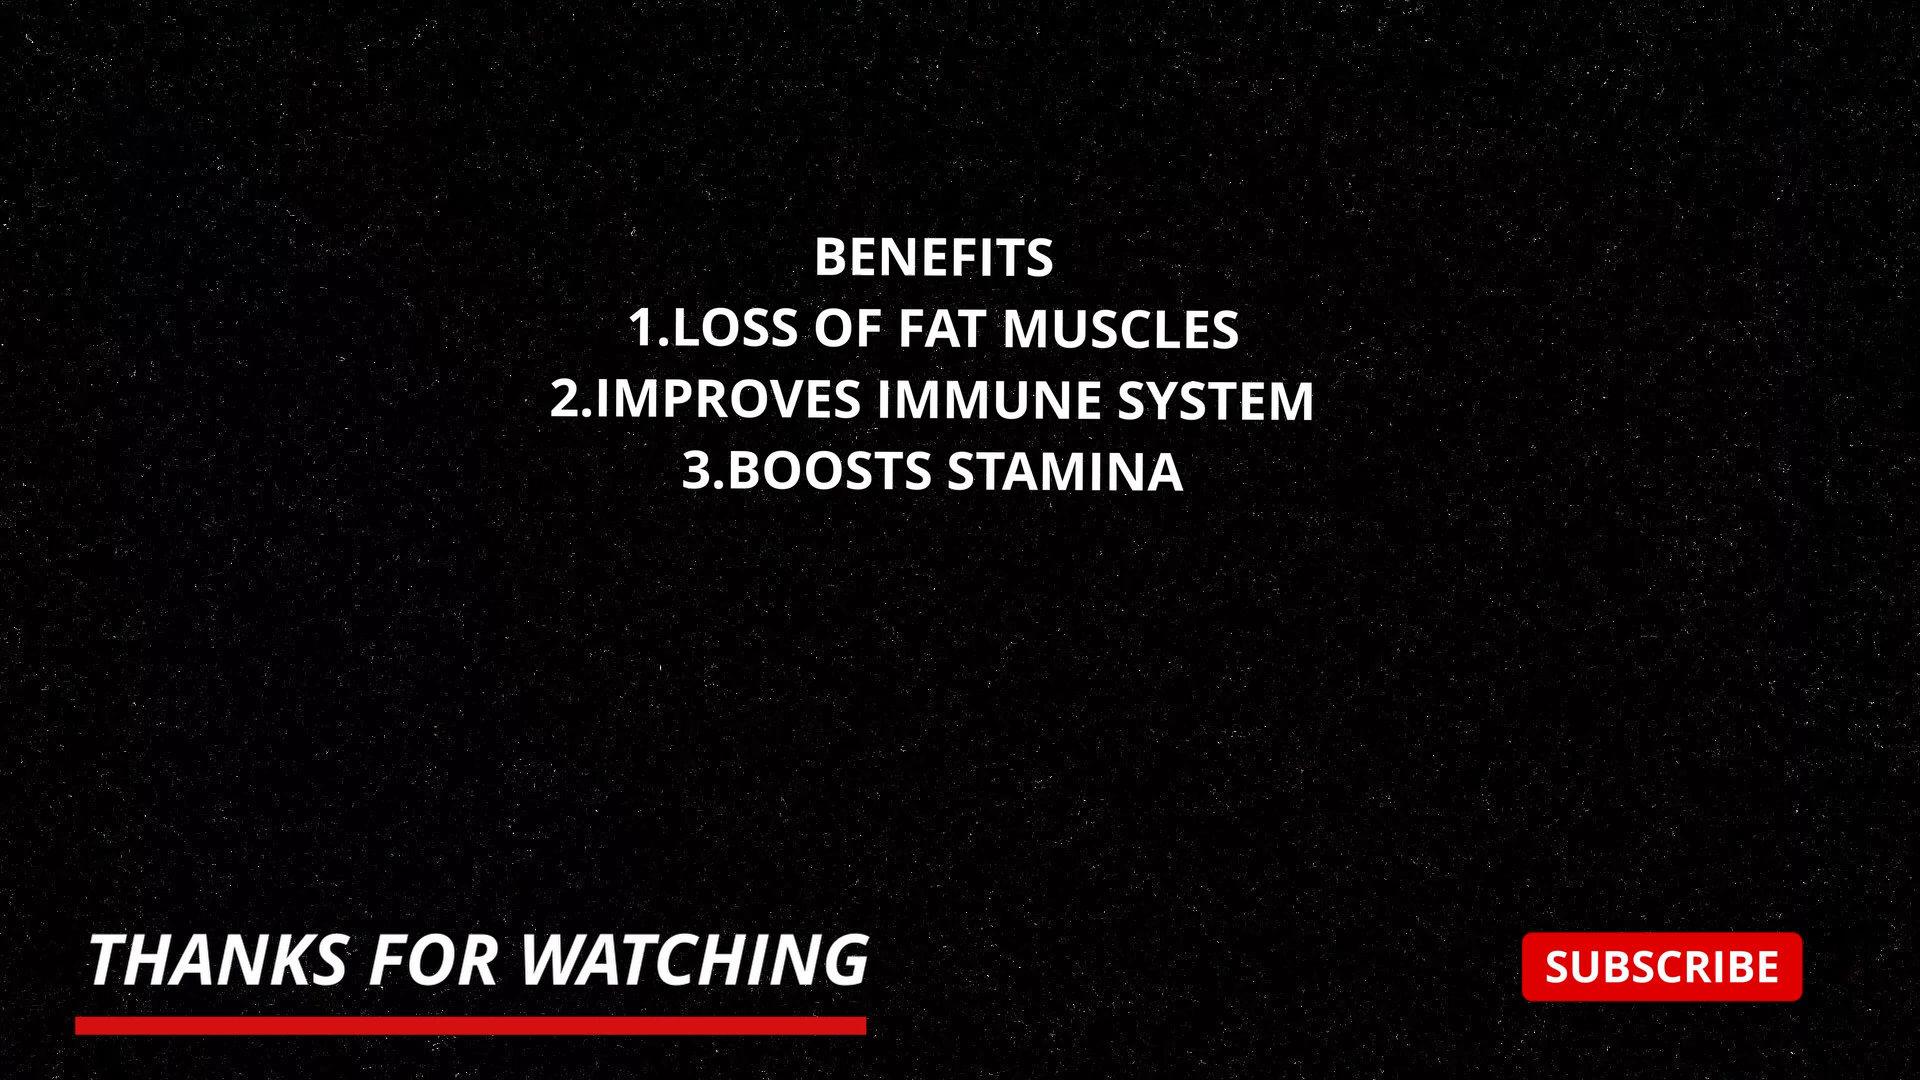 BENEFITS
1.LOSS OF FAT MUSCLES
2.IMPROVES IMMUNE SYSTEM
3.BOOSTS STAMINA
THANKS FOR WATCHING
SUBSCRIBE